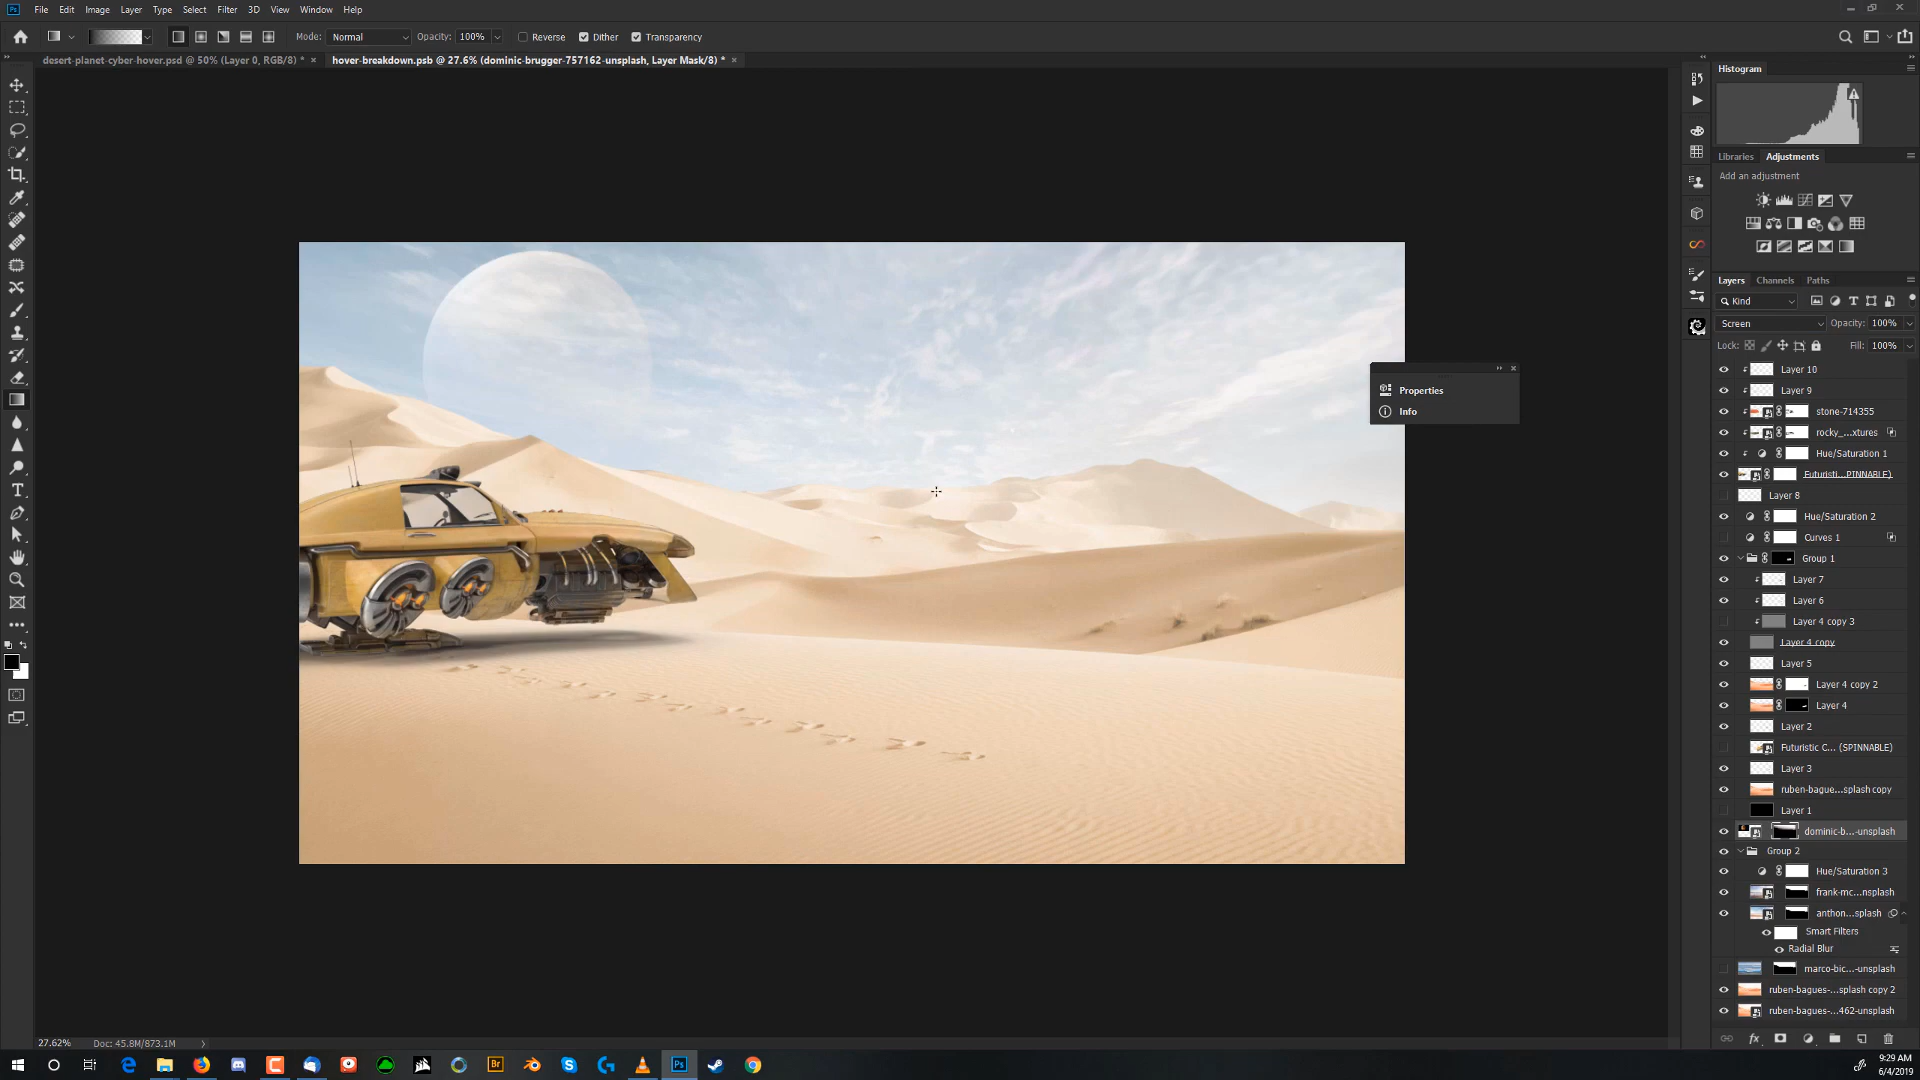 Ps File Edit Image Layer Type Select Filter 3D View Window Help
Mode: Normal Opacity: 100% Reverse Dither Transparency
desert-planet-cyber-hover.psd @ 50% (Layer 0, RGB/8) * ×
hover-breakdown.psb @ 27.6% (dominic-brugger-757162-unsplash, Layer Mask/8) * ×
Histogram
Libraries Adjustments
Add an adjustment
Layers Channels Paths
Kind
Screen Opacity: 100%
Lock: Fill: 100%
Properties
Info
Layer 10
Layer 9
stone-714355
rocky_...xtures
Hue/Saturation 1
Futuristi...PINNABLE)
Layer 8
Hue/Saturation 2
Curves 1
Group 1
Layer 7
Layer 6
Layer 4 copy 3
Layer 4 copy
Layer 5
Layer 4 copy 2
Layer 4
Layer 2
Futuristic C... (SPINNABLE)
Layer 3
ruben-bague...splash copy
Layer 1
dominic-b...-unsplash
Group 2
Hue/Saturation 3
frank-mc...nsplash
anthon...splash
Smart Filters
Radial Blur
marco-bic...-unsplash
ruben-bagues-...splash copy 2
ruben-bagues-...462-unsplash
27.62% Doc: 45.8M/873.1M
fx
Br Ps
9:29 AM
6/4/2019